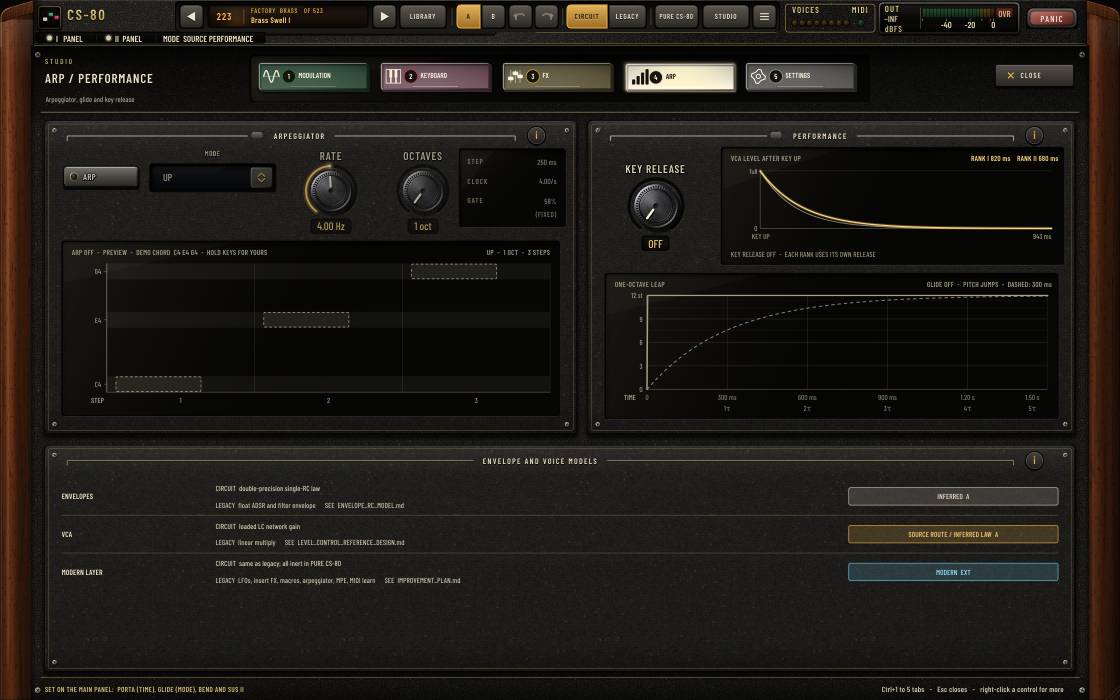 CS-80
223
FACTORY BRASS OF 523
Brass Swell I
LIBRARY
A
B
CIRCUIT
LEGACY
PURE CS-80
STUDIO
VOICES MIDI
OUT
-INF
dBFS
-40 -20 0
OVR
PANIC
I PANEL
II PANEL
MODE SOURCE PERFORMANCE
STUDIO
ARP / PERFORMANCE
Arpeggiator, glide and key release
1 MODULATION
2 KEYBOARD
3 FX
4 ARP
5 SETTINGS
CLOSE
ARPEGGIATOR
i
ARP
MODE
UP
RATE
4.00 Hz
OCTAVES
1 oct
STEP 250 ms
CLOCK 4.00/s
GATE 58%
(FIXED)
ARP OFF - PREVIEW - DEMO CHORD C4 E4 G4 - HOLD KEYS FOR YOURS
UP - 1 OCT - 3 STEPS
G4
E4
C4
STEP 1 2 3
PERFORMANCE
i
KEY RELEASE
OFF
VCA LEVEL AFTER KEY UP
RANK I 820 ms RANK II 680 ms
full
0
KEY UP
943 ms
KEY RELEASE OFF - EACH RANK USES ITS OWN RELEASE
ONE-OCTAVE LEAP
GLIDE OFF - PITCH JUMPS - DASHED: 300 ms
12 st
9
6
3
0
TIME 0 300 ms 600 ms 900 ms 1.20 s 1.50 s
1τ 2τ 3τ 4τ 5τ
ENVELOPE AND VOICE MODELS
i
ENVELOPES
CIRCUIT double-precision single-RC law
LEGACY float ADSR and filter envelope SEE ENVELOPE_RC_MODEL.md
INFERRED A
VCA
CIRCUIT loaded LC network gain
LEGACY linear multiply SEE LEVEL_CONTROL_REFERENCE_DESIGN.md
SOURCE ROUTE / INFERRED LAW A
MODERN LAYER
CIRCUIT same as legacy; all inert in PURE CS-80
LEGACY LFOs, insert FX, macros, arpeggiator, MPE, MIDI learn SEE IMPROVEMENT_PLAN.md
MODERN EXT
SET ON THE MAIN PANEL: PORTA (TIME), GLIDE (MODE), BEND AND SUS II
Ctrl+1 to 5 tabs - Esc closes - right-click a control for more